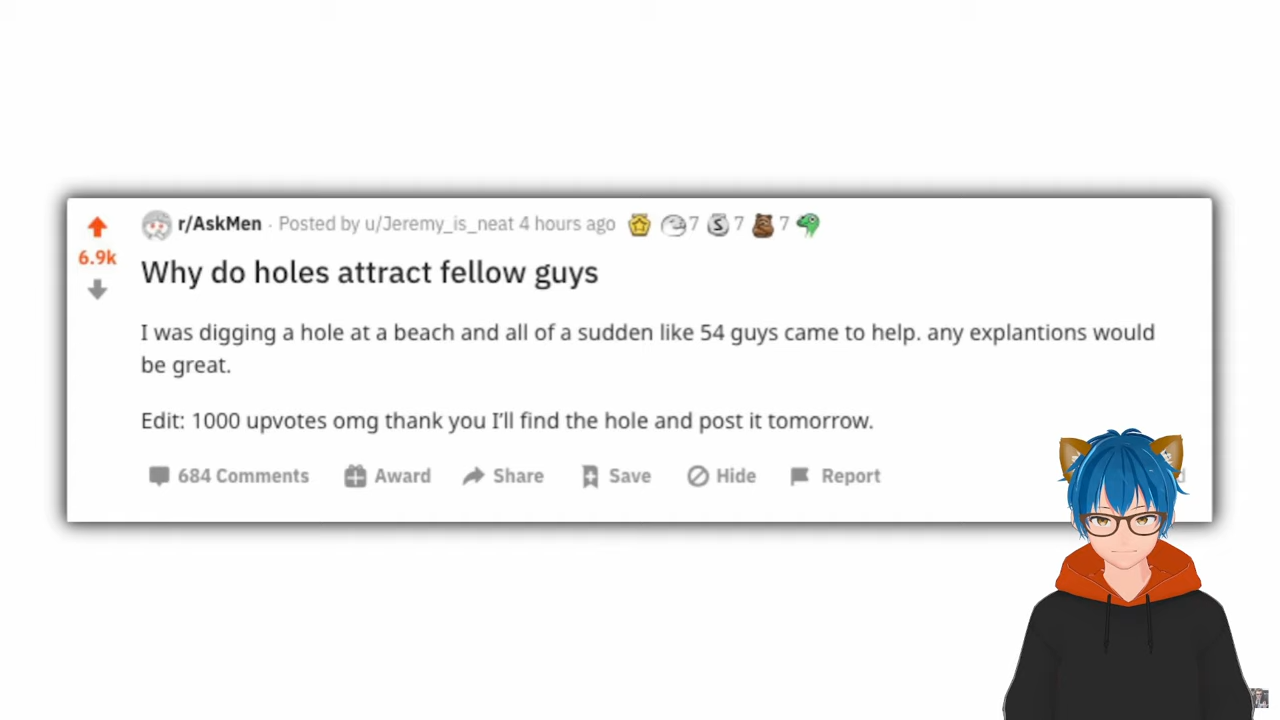 r/AskMen · Posted by u/Jeremy_is_neat 4 hours ago 7 7 7
6.9k
Why do holes attract fellow guys
I was digging a hole at a beach and all of a sudden like 54 guys came to help. any explantions would
be great.
Edit: 1000 upvotes omg thank you I'll find the hole and post it tomorrow.
684 Comments Award Share Save Hide Report